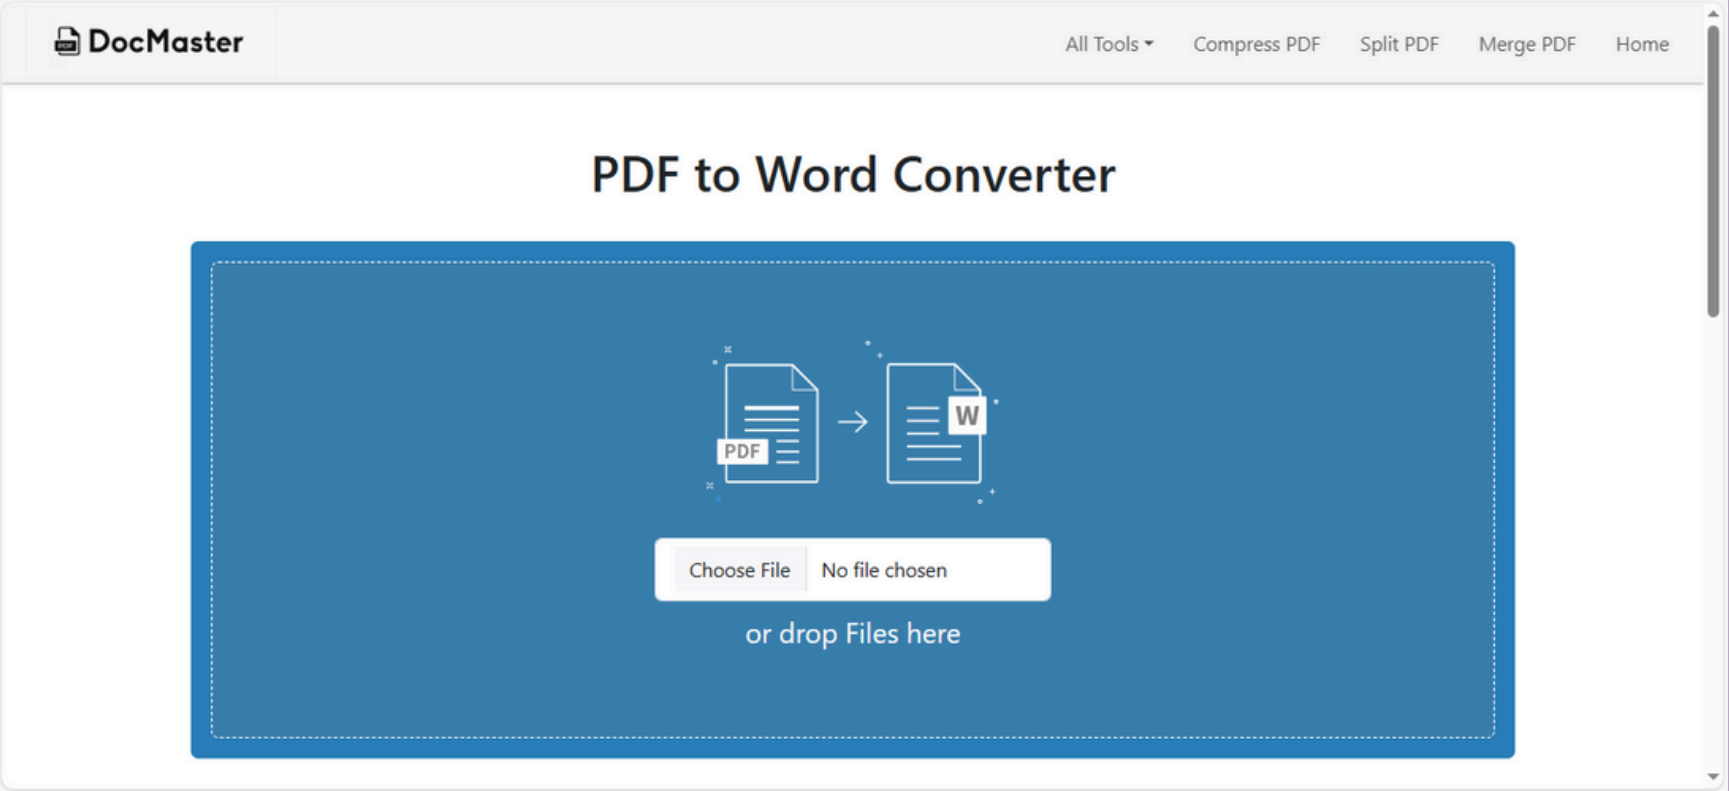 DocMaster
All Tools Compress PDF Split PDF Merge PDF Home
PDF to Word Converter
W
PDF
Choose File No file chosen
or drop Files here